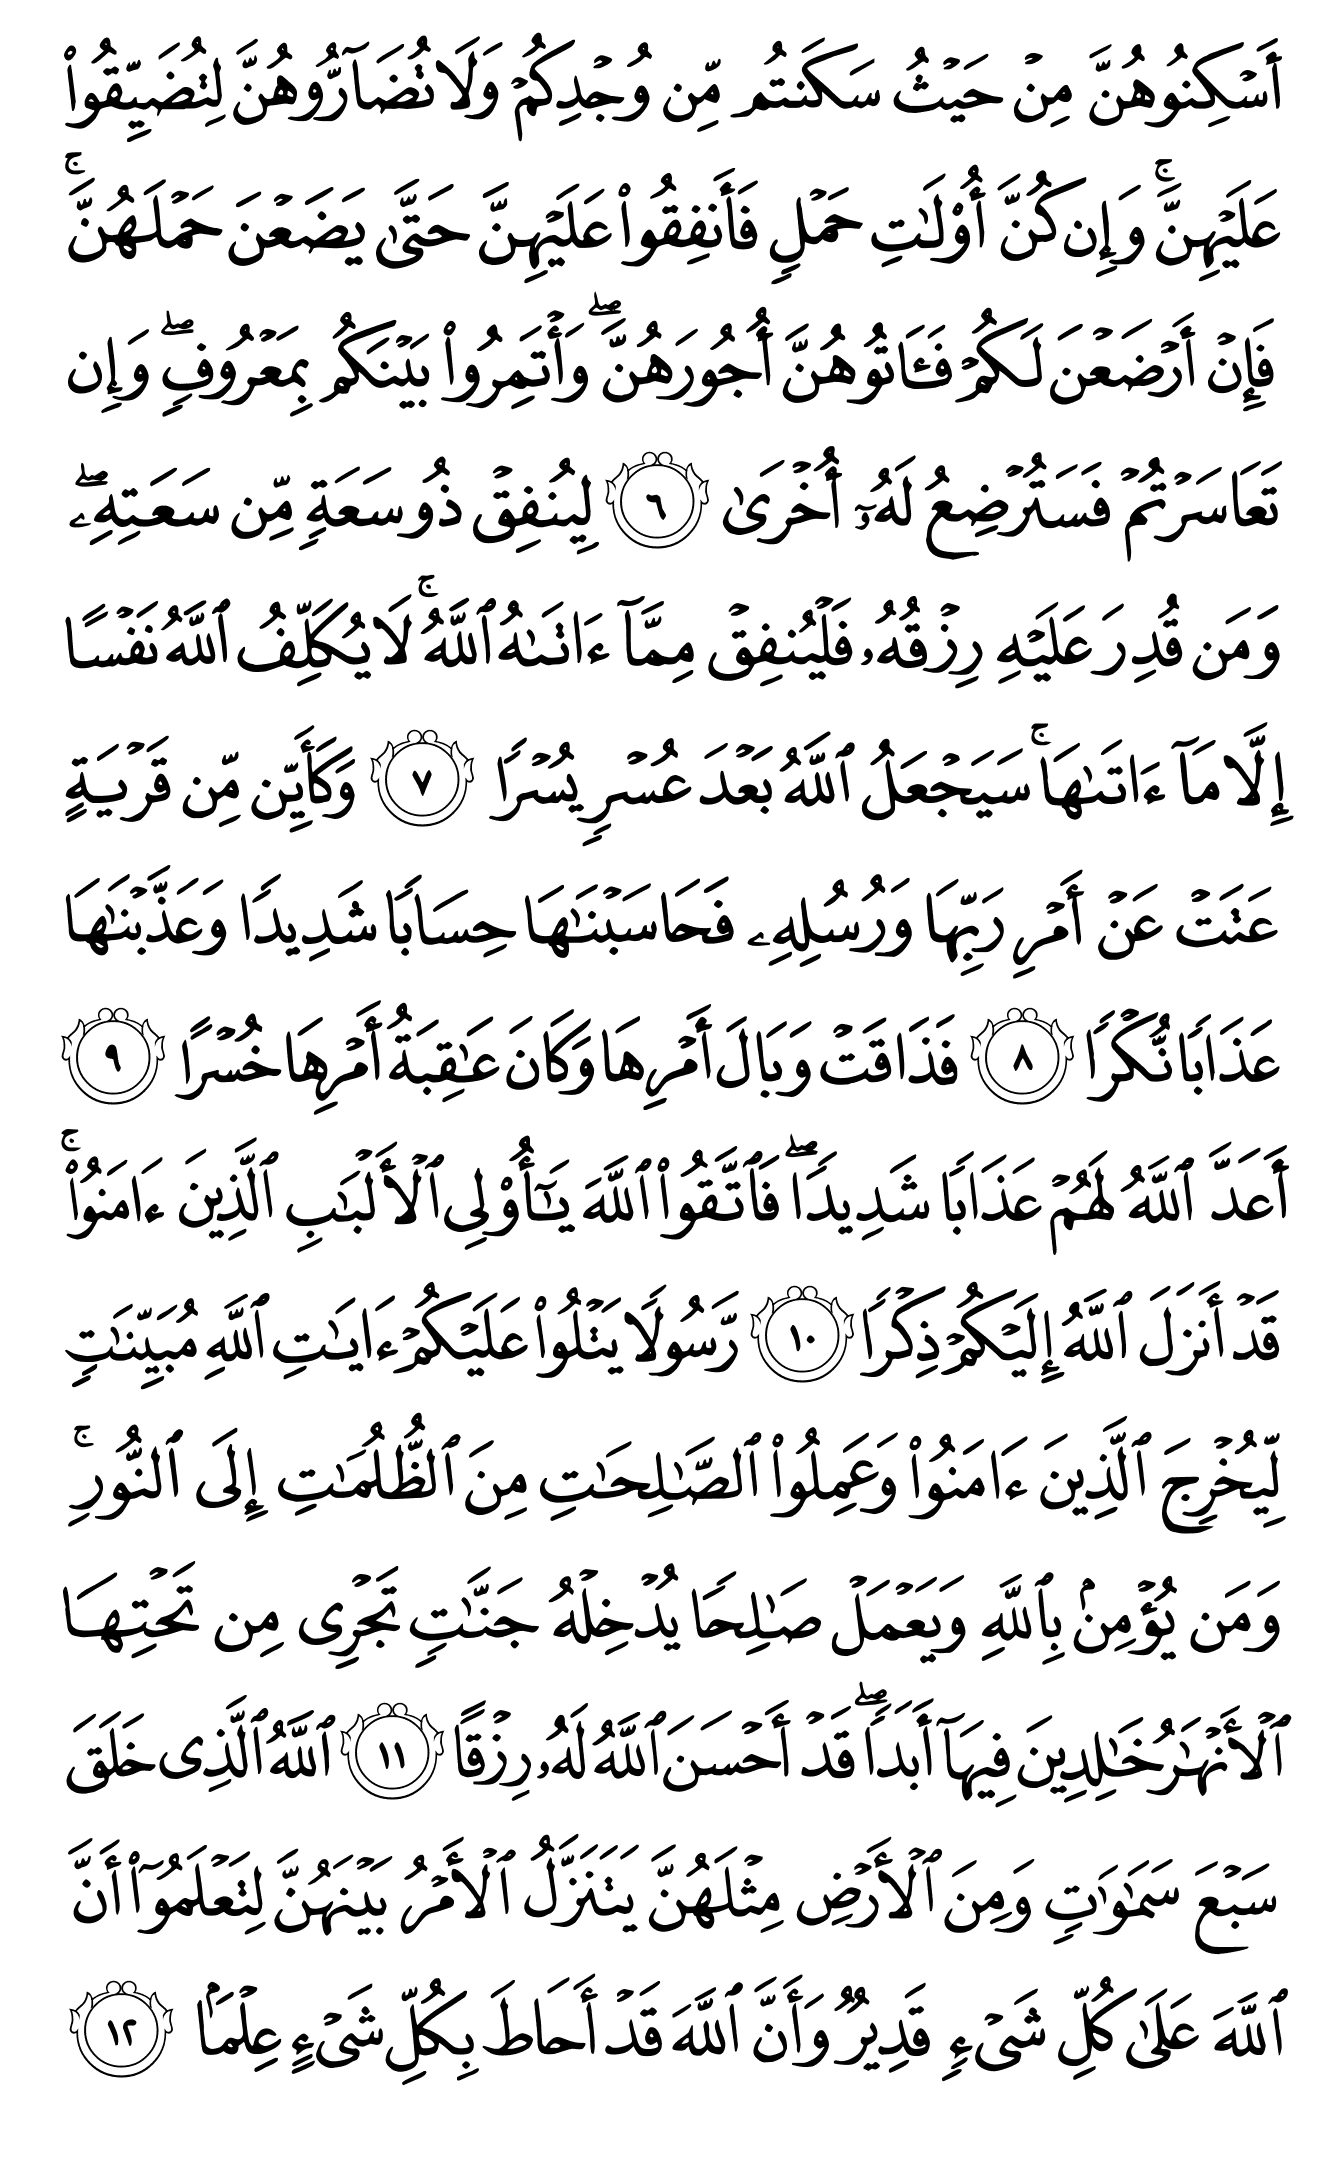 أَسْكِنُوهُنَّ مِنْ حَيْثُ سَكَنتُم مِّن وُجْدِكُمْ وَلَا تُضَآرُّوهُنَّ لِتُضَيِّقُوا۟
عَلَيْهِنَّ ۚ وَإِن كُنَّ أُو۟لَـٰتِ حَمْلٍ فَأَنفِقُوا۟ عَلَيْهِنَّ حَتَّىٰ يَضَعْنَ حَمْلَهُنَّ ۚ
فَإِنْ أَرْضَعْنَ لَكُمْ فَـَٔاتُوهُنَّ أُجُورَهُنَّ ۖ وَأْتَمِرُوا۟ بَيْنَكُم بِمَعْرُوفٍ ۖ وَإِن
تَعَاسَرْتُمْ فَسَتُرْضِعُ لَهُۥٓ أُخْرَىٰ ٦ لِيُنفِقْ ذُو سَعَةٍ مِّن سَعَتِهِۦ ۖ
وَمَن قُدِرَ عَلَيْهِ رِزْقُهُۥ فَلْيُنفِقْ مِمَّآ ءَاتَىٰهُ ٱللَّهُ ۚ لَا يُكَلِّفُ ٱللَّهُ نَفْسًا
إِلَّا مَآ ءَاتَىٰهَا ۚ سَيَجْعَلُ ٱللَّهُ بَعْدَ عُسْرٍ يُسْرًا ٧ وَكَأَيِّن مِّن قَرْيَةٍ
عَتَتْ عَنْ أَمْرِ رَبِّهَا وَرُسُلِهِۦ فَحَاسَبْنَـٰهَا حِسَابًا شَدِيدًا وَعَذَّبْنَـٰهَا
عَذَابًا نُّكْرًا ٨ فَذَاقَتْ وَبَالَ أَمْرِهَا وَكَانَ عَـٰقِبَةُ أَمْرِهَا خُسْرًا ٩
أَعَدَّ ٱللَّهُ لَهُمْ عَذَابًا شَدِيدًا ۖ فَٱتَّقُوا۟ ٱللَّهَ يَـٰٓأُو۟لِى ٱلْأَلْبَـٰبِ ٱلَّذِينَ ءَامَنُوا۟ ۚ
قَدْ أَنزَلَ ٱللَّهُ إِلَيْكُمْ ذِكْرًا ١٠ رَّسُولًا يَتْلُوا۟ عَلَيْكُمْ ءَايَـٰتِ ٱللَّهِ مُبَيِّنَـٰتٍ
لِّيُخْرِجَ ٱلَّذِينَ ءَامَنُوا۟ وَعَمِلُوا۟ ٱلصَّـٰلِحَـٰتِ مِنَ ٱلظُّلُمَـٰتِ إِلَى ٱلنُّورِ ۚ
وَمَن يُؤْمِنۢ بِٱللَّهِ وَيَعْمَلْ صَـٰلِحًا يُدْخِلْهُ جَنَّـٰتٍ تَجْرِى مِن تَحْتِهَا
ٱلْأَنْهَـٰرُ خَـٰلِدِينَ فِيهَآ أَبَدًا ۖ قَدْ أَحْسَنَ ٱللَّهُ لَهُۥ رِزْقًا ١١ ٱللَّهُ ٱلَّذِى خَلَقَ
سَبْعَ سَمَـٰوَٰتٍ وَمِنَ ٱلْأَرْضِ مِثْلَهُنَّ يَتَنَزَّلُ ٱلْأَمْرُ بَيْنَهُنَّ لِتَعْلَمُوٓا۟ أَنَّ
ٱللَّهَ عَلَىٰ كُلِّ شَىْءٍ قَدِيرٌ وَأَنَّ ٱللَّهَ قَدْ أَحَاطَ بِكُلِّ شَىْءٍ عِلْمَۢا ١٢